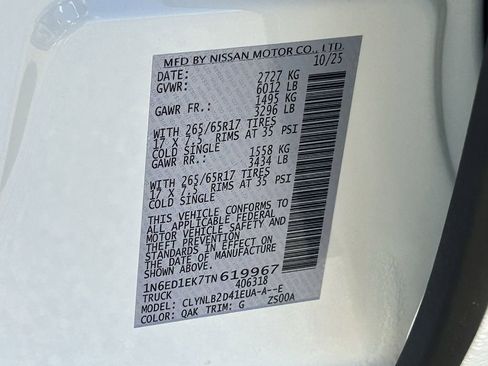 MFD BY NISSAN MOTOR CO., LTD.
DATE: 10/25
GVWR: 2727 KG
6012 LB
GAWR FR.: 1495 KG
3296 LB
WITH 265/65R17 TIRES
17 X 7.5 RIMS AT 35 PSI
COLD SINGLE
GAWR RR.: 1558 KG
3434 LB
WITH 265/65R17 TIRES
17 X 7.5 RIMS AT 35 PSI
COLD SINGLE
THIS VEHICLE CONFORMS TO
ALL APPLICABLE FEDERAL
MOTOR VEHICLE SAFETY AND
THEFT PREVENTION
STANDARDS IN EFFECT ON
THE DATE OF MANUFACTURE
SHOWN ABOVE.
1N6ED1EK7TN619967
TRUCK 406318
MODEL: CLYNLB2D41EUA-A--E
COLOR: QAK TRIM: G ZS00A